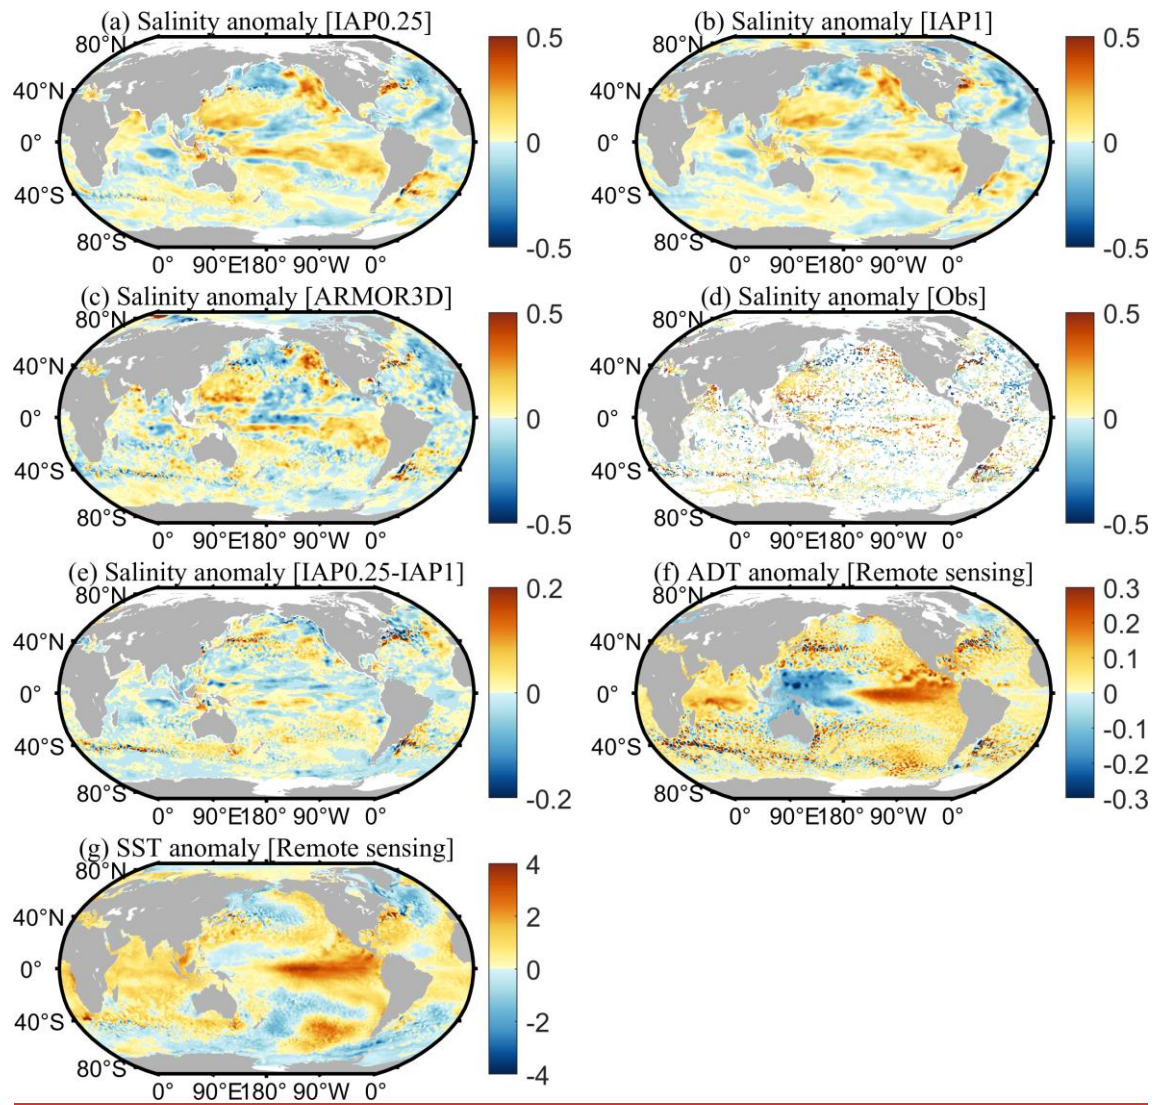 (a) Salinity anomaly [IAP0.25]
80°N
40°N
0°
40°S
80°S
0° 90°E180° 90°W 0°
0.5
0
-0.5
(b) Salinity anomaly [IAP1]
80°N
40°N
0°
40°S
80°S
0° 90°E180° 90°W 0°
0.5
0
-0.5
(c) Salinity anomaly [ARMOR3D]
80°N
40°N
0°
40°S
80°S
0° 90°E180° 90°W 0°
0.5
0
-0.5
(d) Salinity anomaly [Obs]
80°N
40°N
0°
40°S
80°S
0° 90°E180° 90°W 0°
0.5
0
-0.5
(e) Salinity anomaly [IAP0.25-IAP1]
80°N
40°N
0°
40°S
80°S
0° 90°E180° 90°W 0°
0.2
0
-0.2
(f) ADT anomaly [Remote sensing]
80°N
40°N
0°
40°S
80°S
0° 90°E180° 90°W 0°
0.3
0.2
0.1
0
-0.1
-0.2
-0.3
(g) SST anomaly [Remote sensing]
80°N
40°N
0°
40°S
80°S
0° 90°E180° 90°W 0°
4
2
0
-2
-4